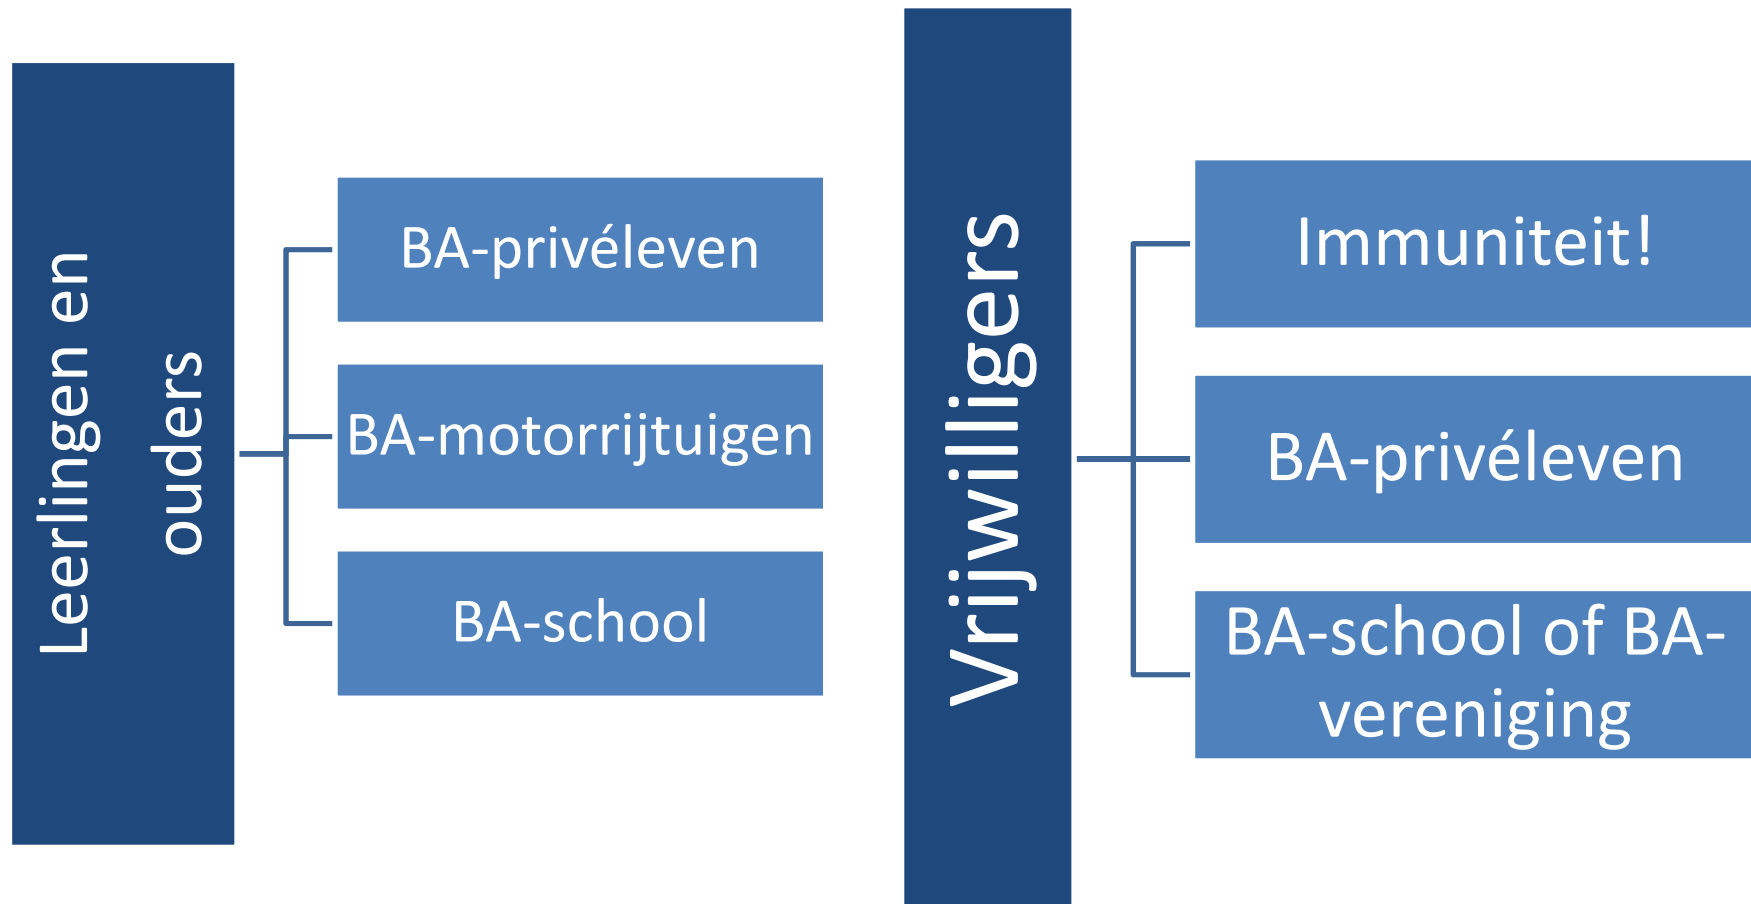 Leerlingen en
ouders
BA-privéleven
BA-motorrijtuigen
BA-school
Vrijwilligers
Immuniteit!
BA-privéleven
BA-school of BA-
vereniging